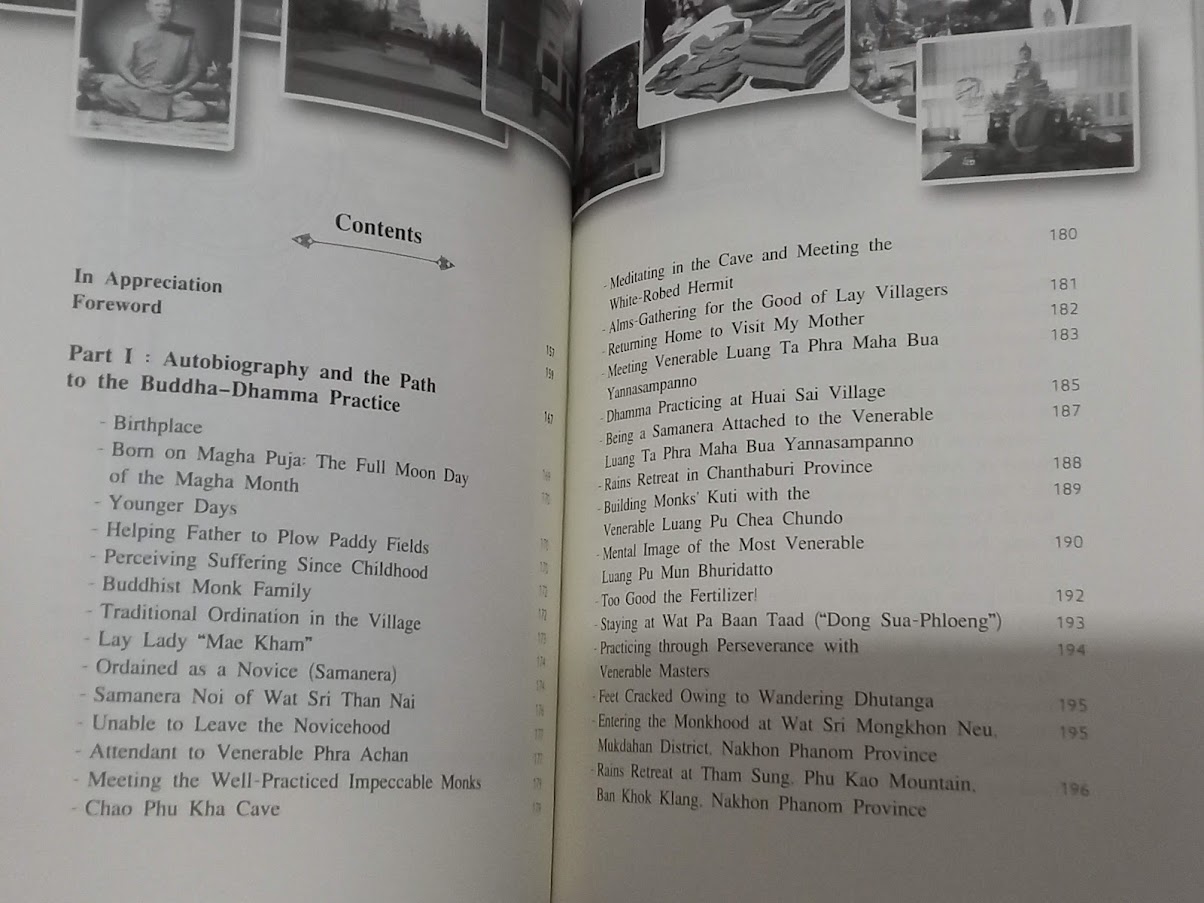 Contents
In Appreciation
Foreword
Part I : Autobiography and the Path
to the Buddha-Dhamma Practice
- Birthplace
- Born on Magha Puja: The Full Moon Day
of the Magha Month
- Younger Days
- Helping Father to Plow Paddy Fields
- Perceiving Suffering Since Childhood
- Buddhist Monk Family
- Traditional Ordination in the Village
- Lay Lady “Mae Kham”
- Ordained as a Novice (Samanera)
- Samanera Noi of Wat Sri Than Nai
- Unable to Leave the Novicehood
- Attendant to Venerable Phra Achan
- Meeting the Well-Practiced Impeccable Monks
- Chao Phu Kha Cave
157
159
167
- Meditating in the Cave and Meeting the 180
White-Robed Hermit
- Alms-Gathering for the Good of Lay Villagers 181
- Returning Home to Visit My Mother 182
- Meeting Venerable Luang Ta Phra Maha Bua 183
Yannasampanno
- Dhamma Practicing at Huai Sai Village 185
- Being a Samanera Attached to the Venerable 187
Luang Ta Phra Maha Bua Yannasampanno
- Rains Retreat in Chanthaburi Province 188
- Building Monks' Kuti with the 189
Venerable Luang Pu Chea Chundo
- Mental Image of the Most Venerable 190
Luang Pu Mun Bhuridatto
- Too Good the Fertilizer! 192
- Staying at Wat Pa Baan Taad (“Dong Sua-Phloeng”) 193
- Practicing through Perseverance with 194
Venerable Masters
- Feet Cracked Owing to Wandering Dhutanga 195
- Entering the Monkhood at Wat Sri Mongkhon Neu, 195
Mukdahan District, Nakhon Phanom Province
- Rains Retreat at Tham Sung, Phu Kao Mountain, 196
Ban Khok Klang, Nakhon Phanom Province